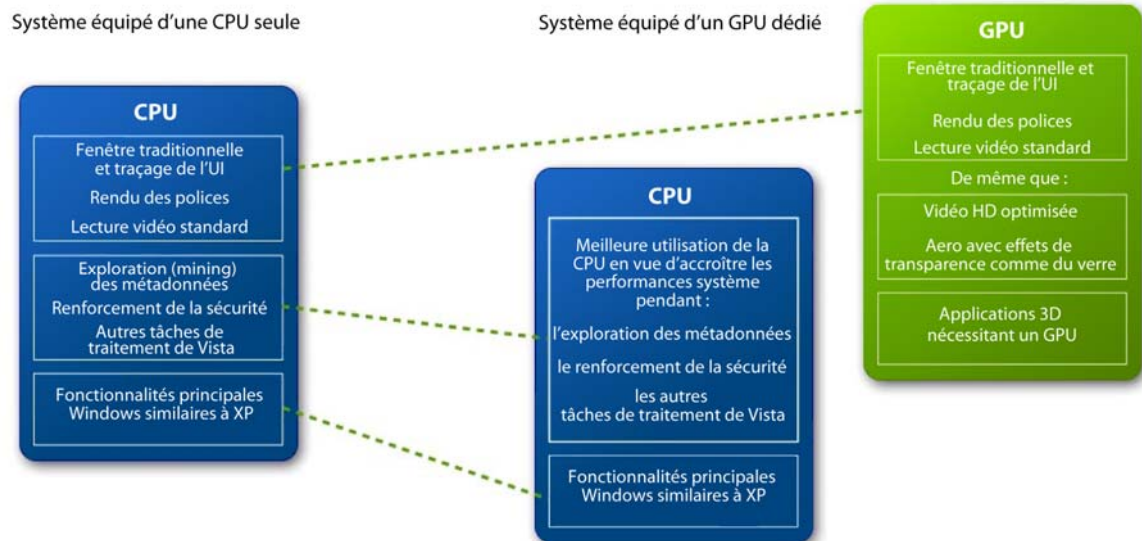 Système équipé d'une CPU seule
CPU
Fenêtre traditionnelle
et traçage de l'UI
Rendu des polices
Lecture vidéo standard
Exploration (mining)
des métadonnées
Renforcement de la sécurité
Autres tâches de
traitement de Vista
Fonctionnalités principales
Windows similaires à XP
Système équipé d'un GPU dédié
CPU
Meilleure utilisation de la
CPU en vue d'accroître les
performances système
pendant :
l'exploration des métadonnées
le renforcement de la sécurité
les autres
tâches de traitement de Vista
Fonctionnalités principales
Windows similaires à XP
GPU
Fenêtre traditionnelle et
traçage de l'UI
Rendu des polices
Lecture vidéo standard
De même que :
Vidéo HD optimisée
Aero avec effets de
transparence comme du verre
Applications 3D
nécessitant un GPU